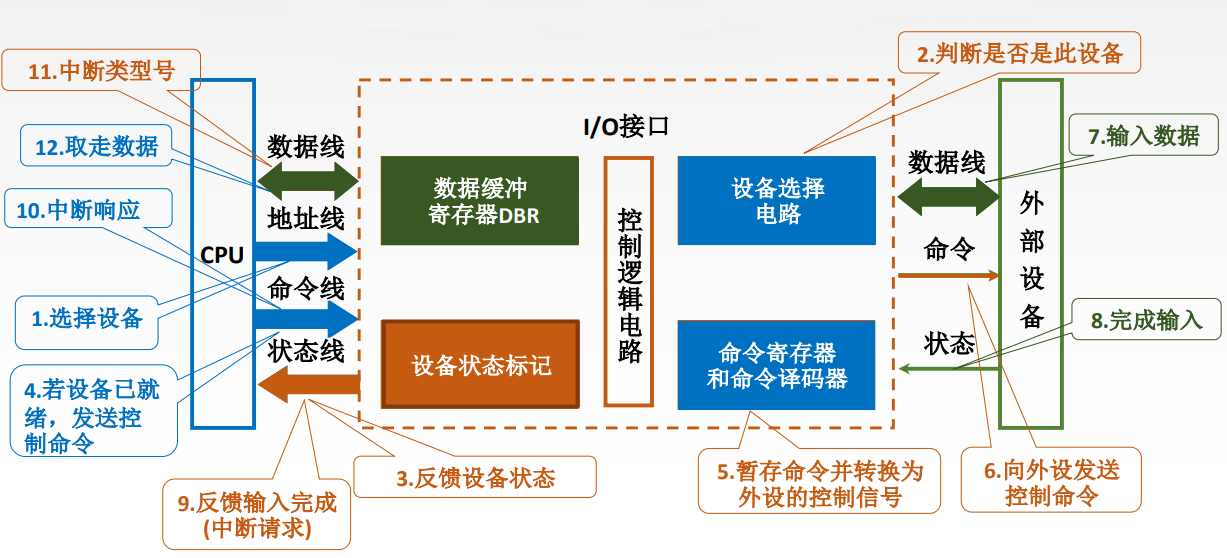 11.中断类型号
2.判断是否是此设备
I/O接口
12.取走数据
数据线
7.输入数据
数据缓冲
寄存器DBR
设备选择
电路
数据线
10.中断响应
地址线
控制逻辑电路
外部设备
CPU
命令
命令线
1.选择设备
8.完成输入
状态线
状态
设备状态标记
命令寄存器
和命令译码器
4.若设备已就
绪，发送控
制命令
3.反馈设备状态
5.暂存命令并转换为
外设的控制信号
6.向外设发送
控制命令
9.反馈输入完成
(中断请求)